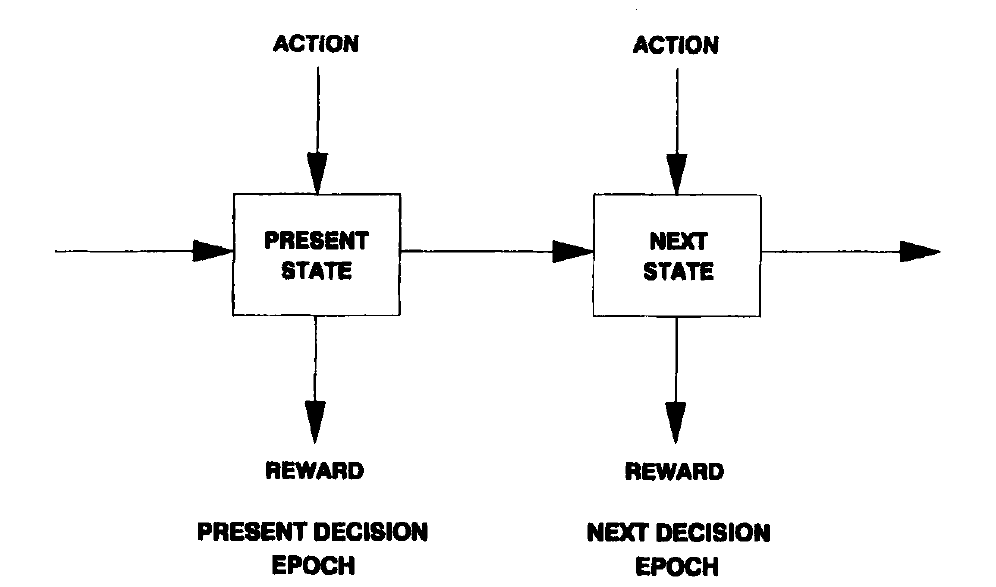 ACTION
ACTION
PRESENT
STATE
NEXT
STATE
REWARD
REWARD
PRESENT DECISION
EPOCH
NEXT DECISION
EPOCH